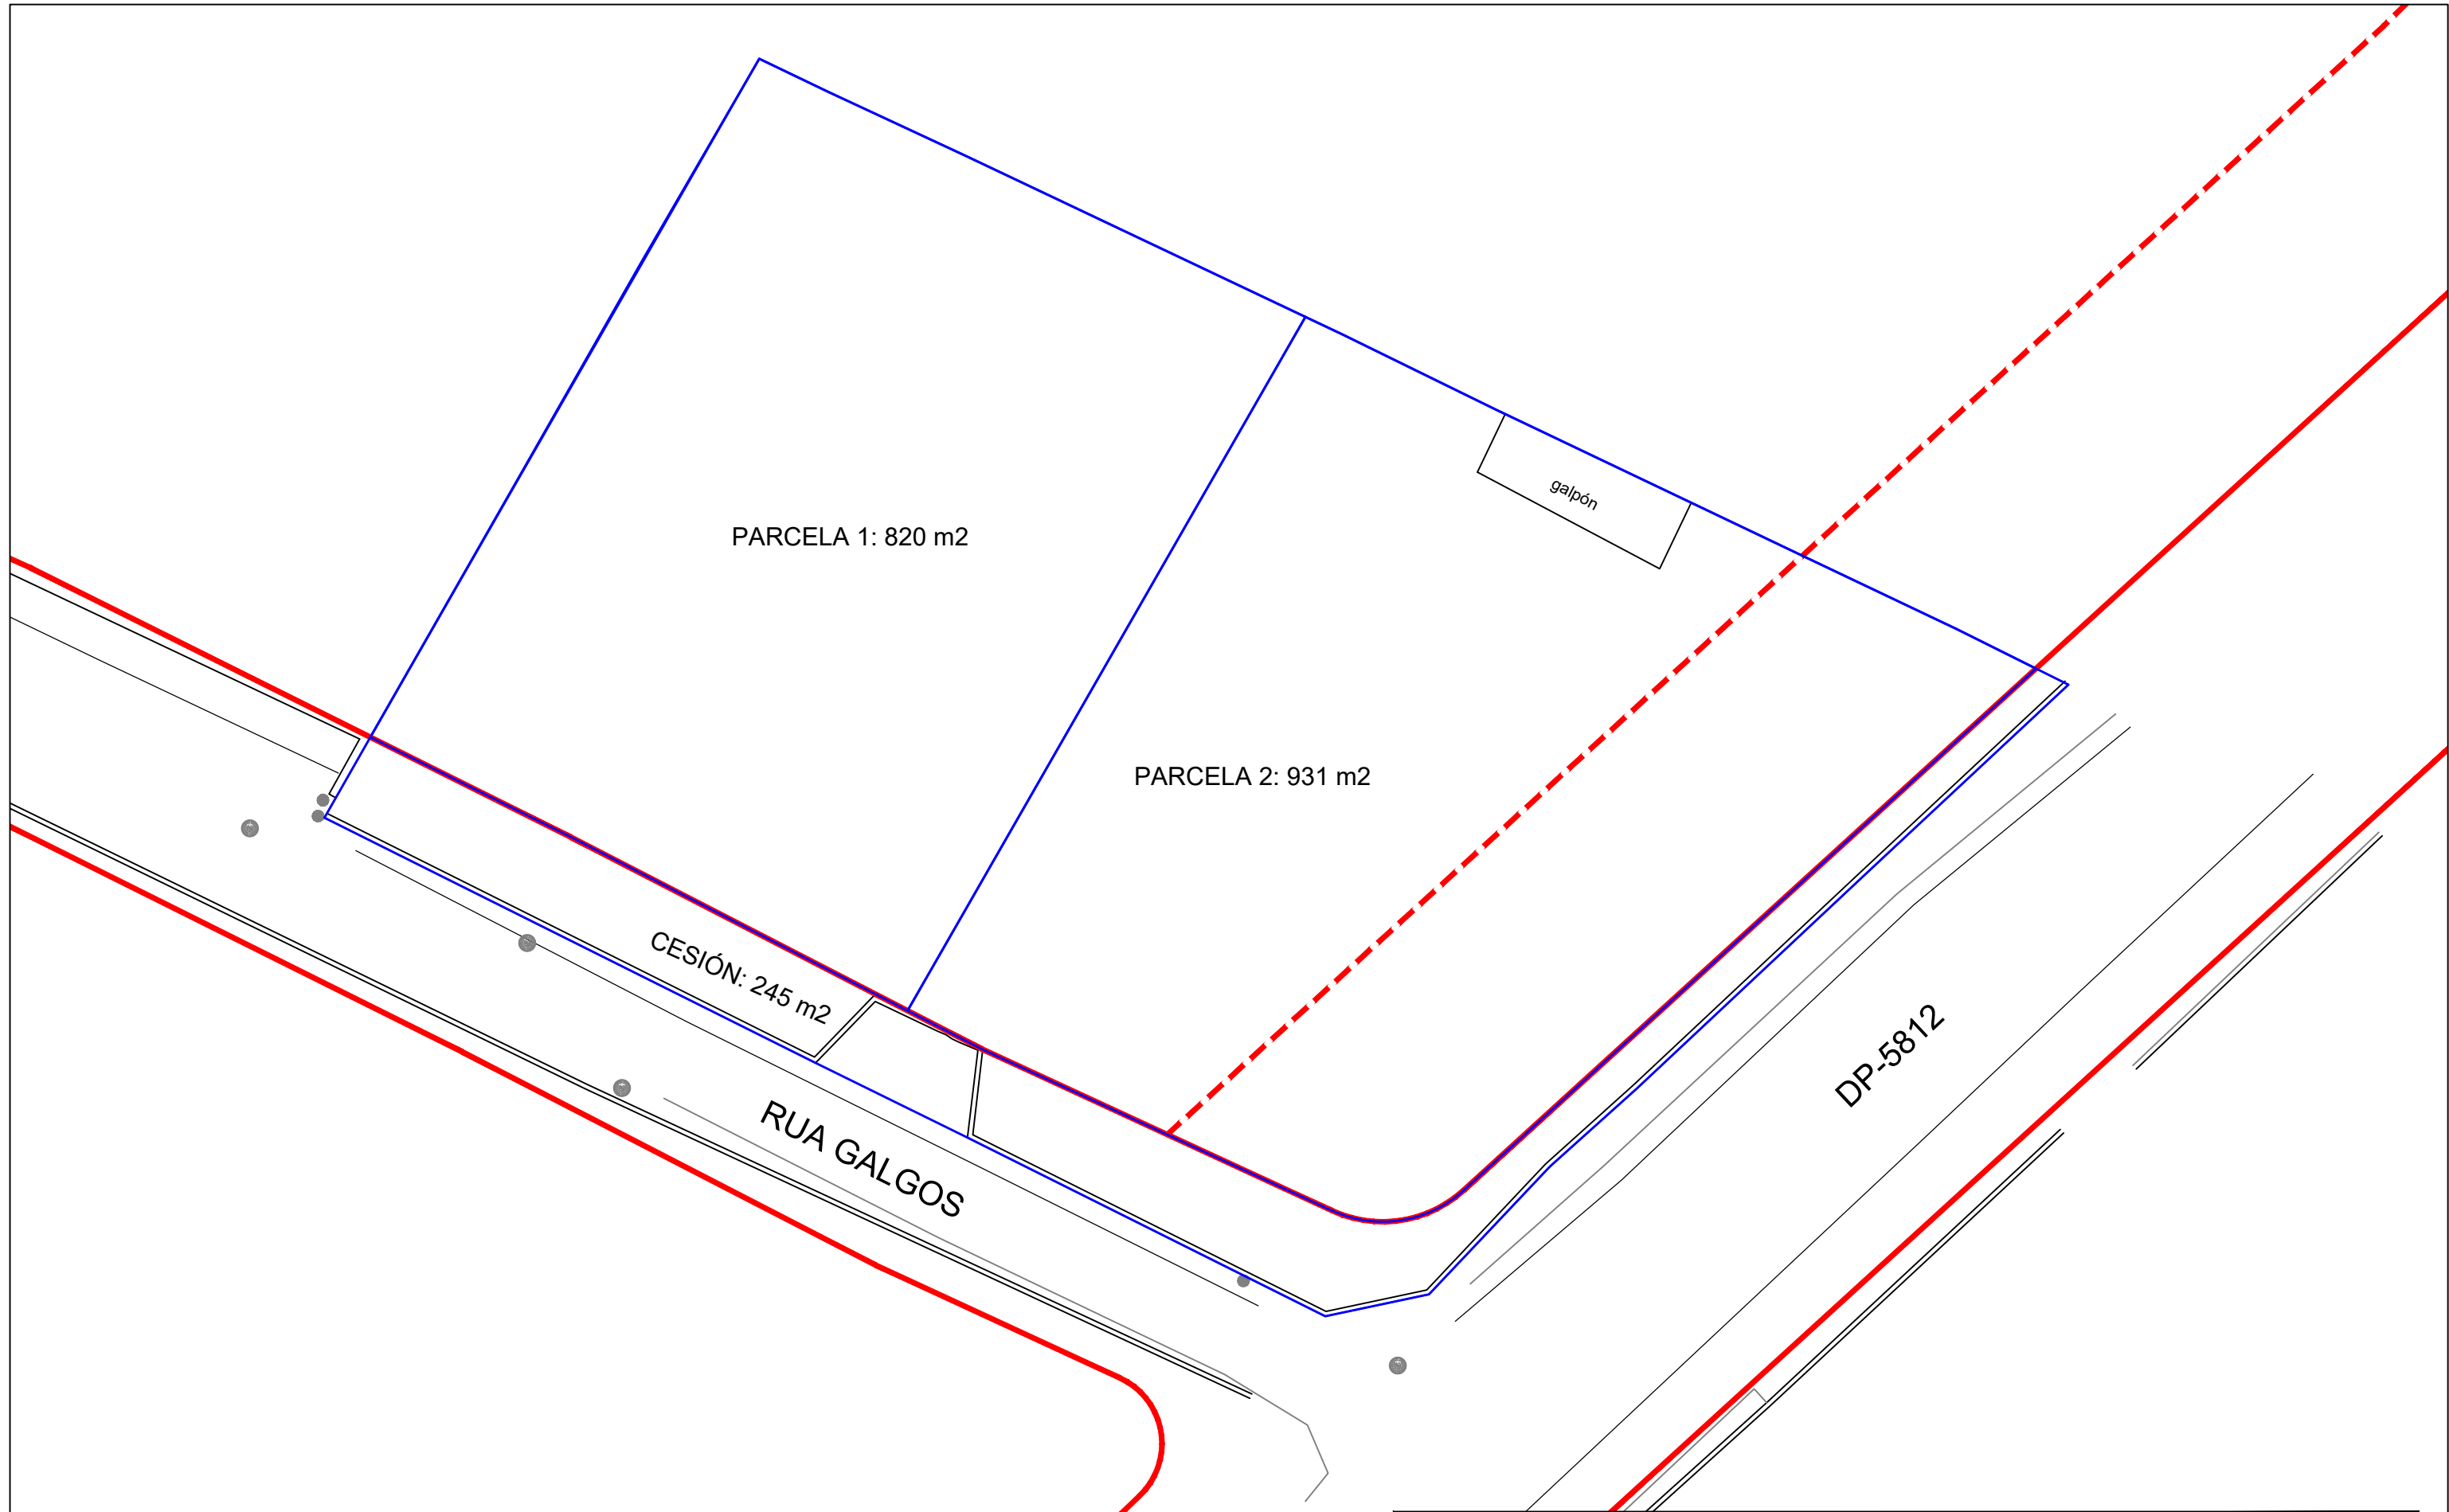 galpón
PARCELA 1: 820 m2
PARCELA 2: 931 m2
CESIÓN: 245 m2
RUA GALGOS
DP-5812